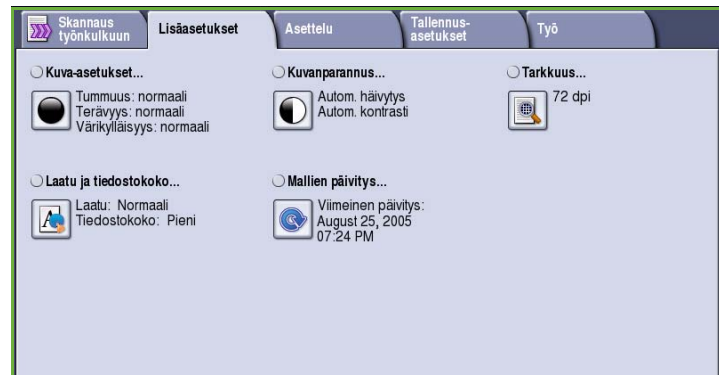 Skannaus
työnkulkuun
Lisäasetukset
Asettelu
Tallennus-
asetukset
Työ
Kuva-asetukset...
Tummuus: normaali
Terävyys: normaali
Värikylläisyys: normaali
Kuvanparannus...
Autom. häivytys
Autom. kontrasti
Tarkkuus...
72 dpi
Laatu ja tiedostokoko...
Laatu: Normaali
Tiedostokoko: Pieni
Mallien päivitys...
Viimeinen päivitys:
August 25, 2005
07:24 PM